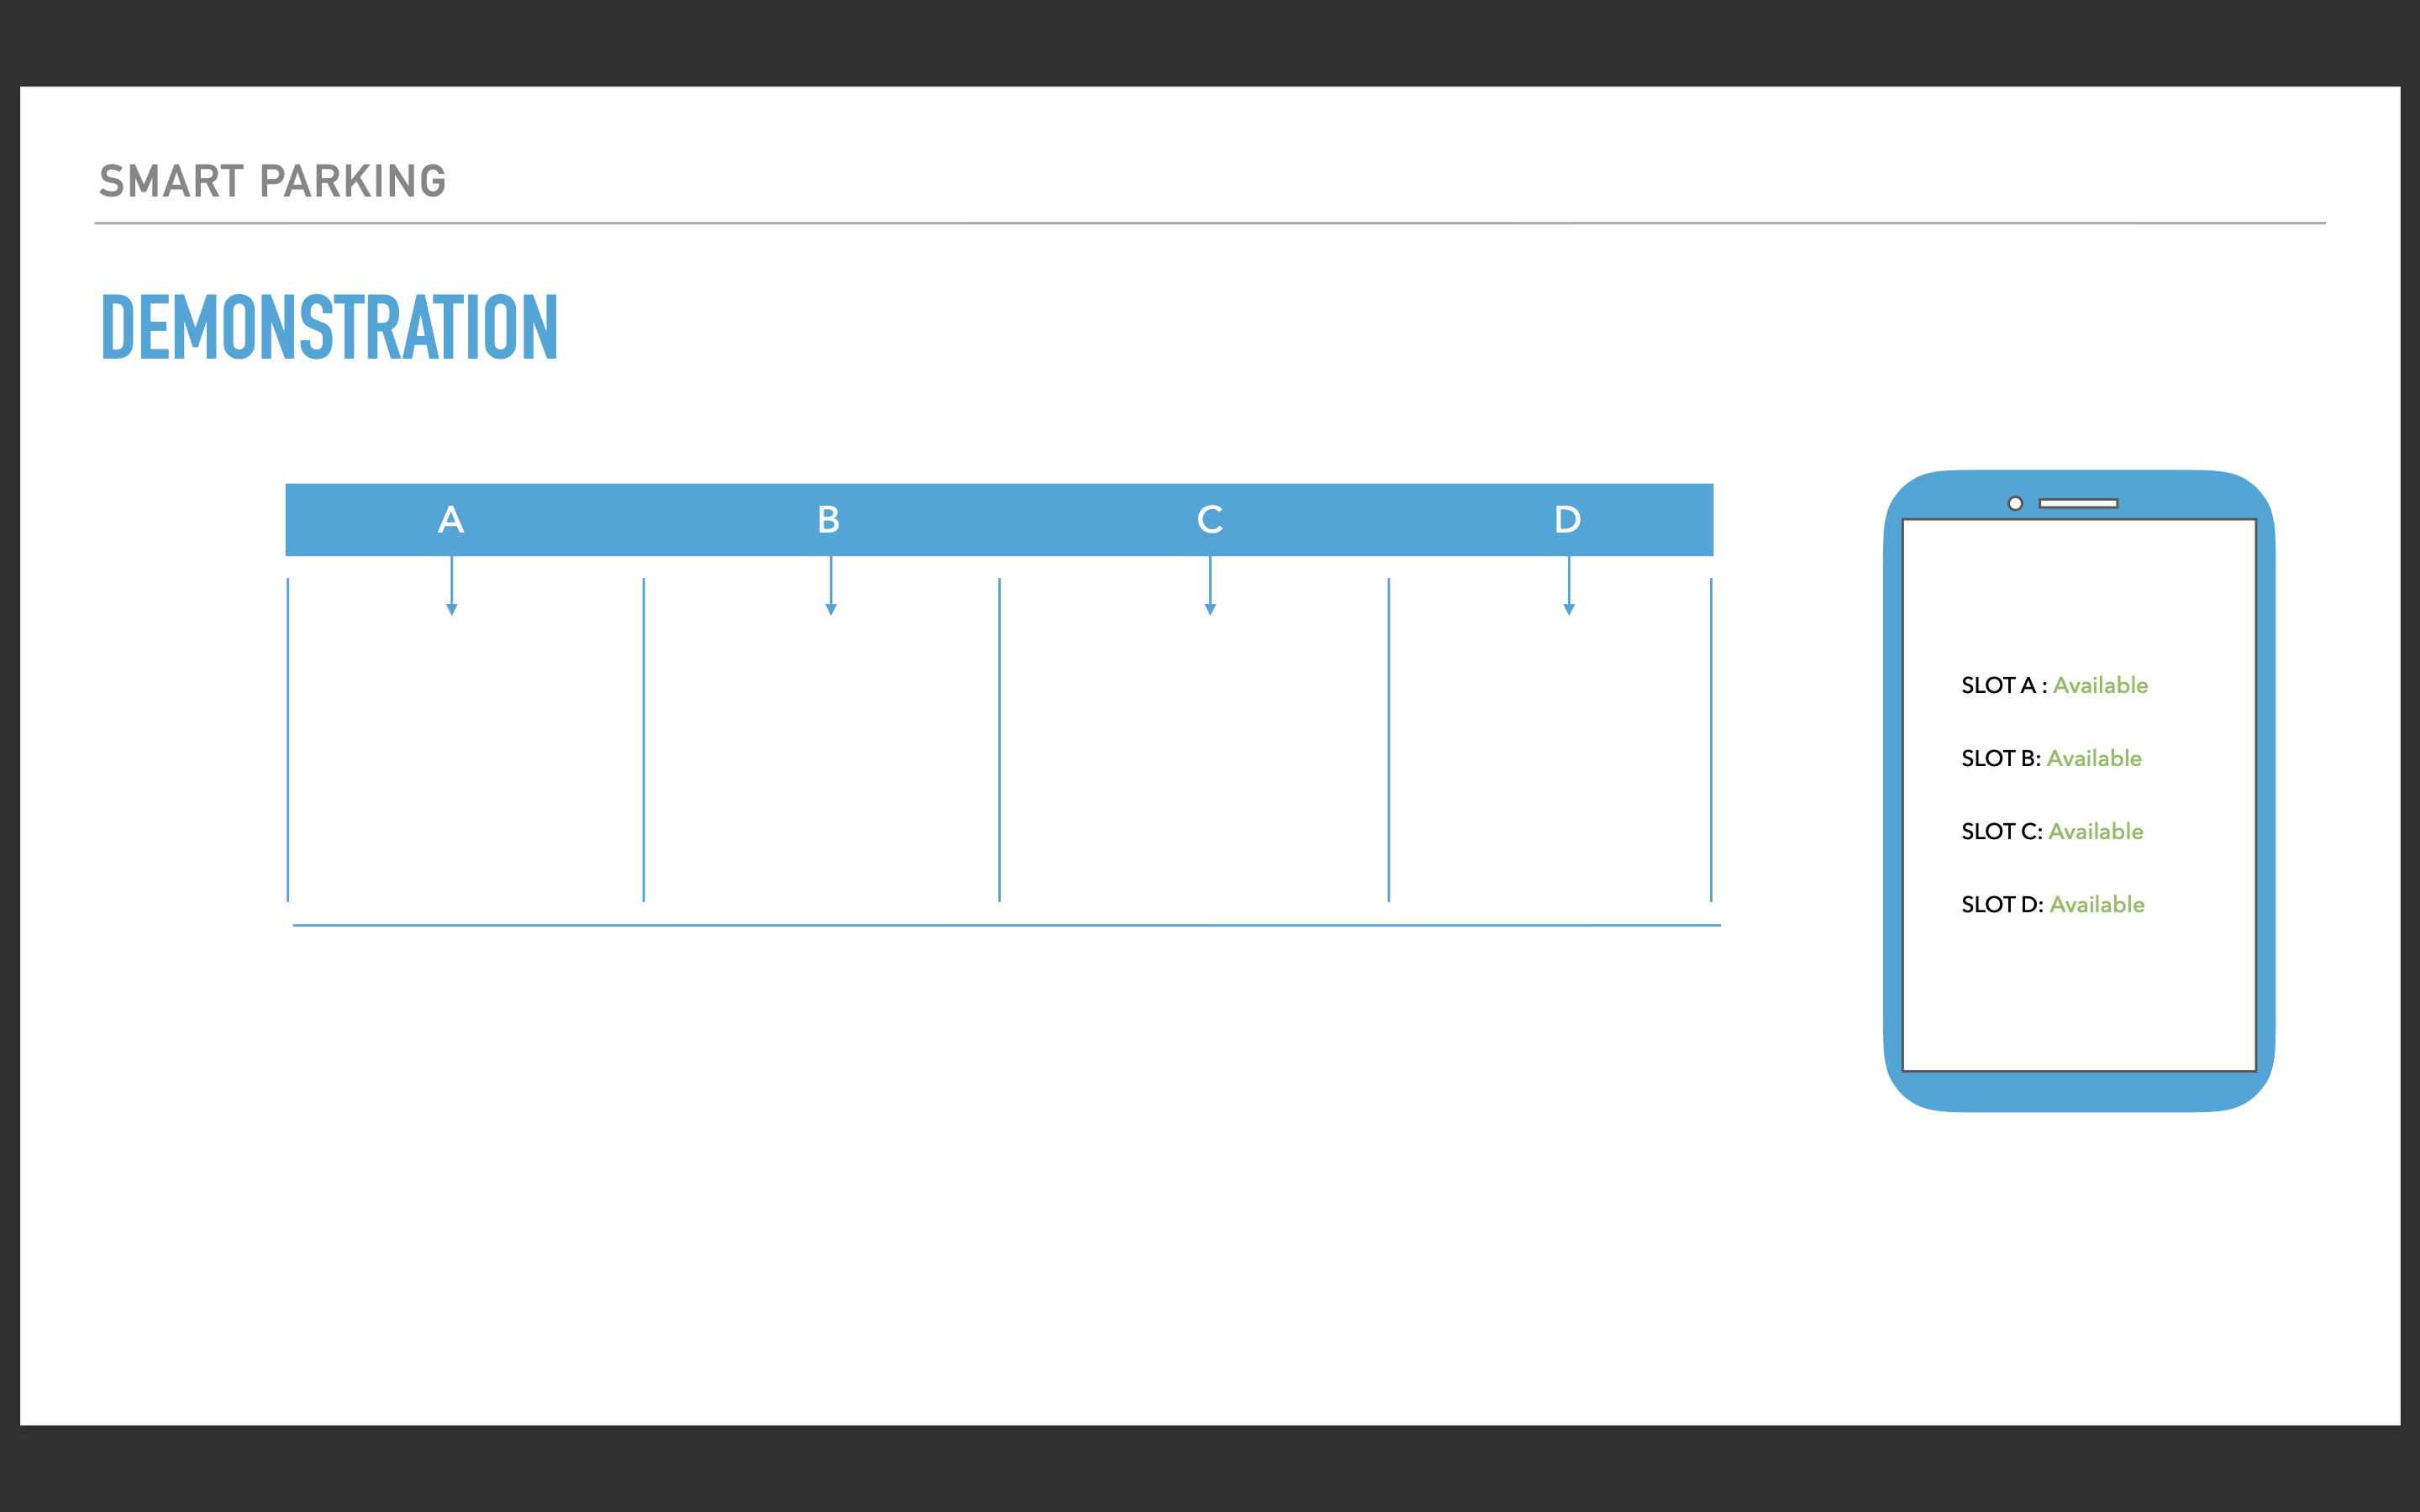 SMART PARKING
DEMONSTRATION
A B C D
SLOT A : Available
SLOT B: Available
SLOT C: Available
SLOT D: Available